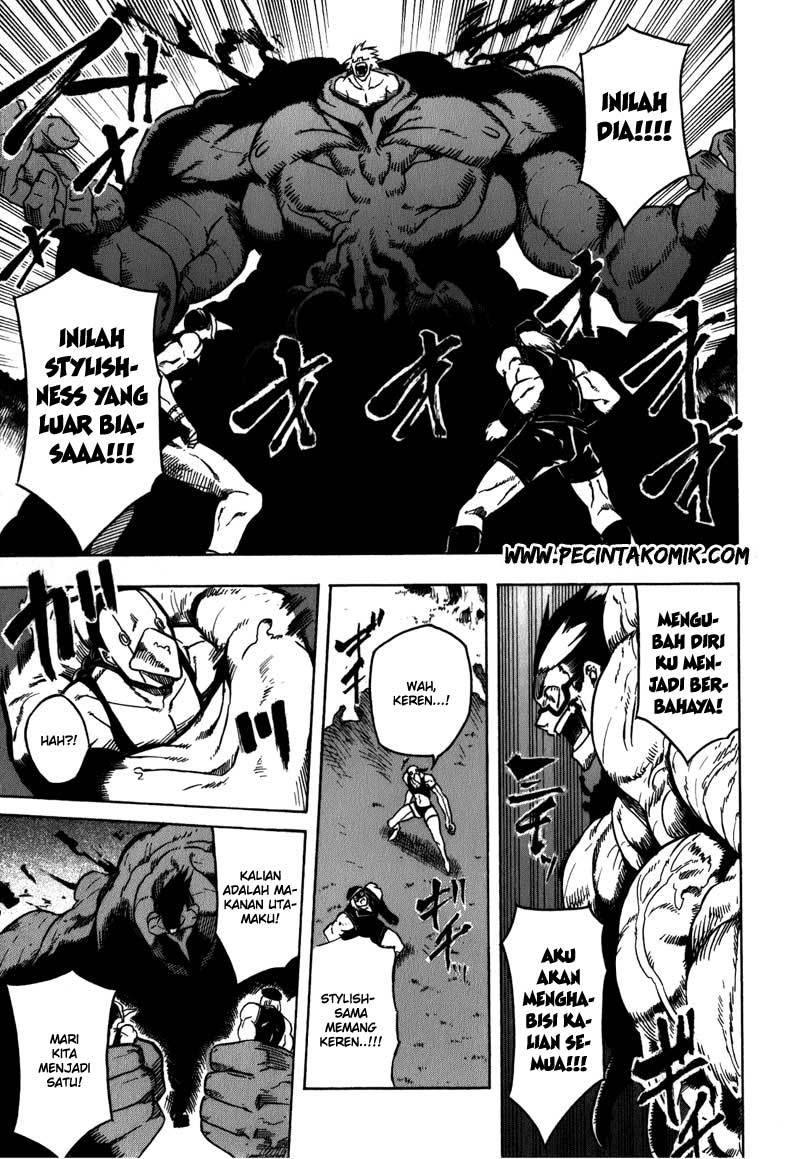 INILAH
DIA!!!!
INILAH
STYLISH-
NESS YANG
LUAR BIA-
SAAA!!!
WWW.PECINTAKOMIK.COM
MENGU-
BAH DIRI
KU MEN-
JADI BER-
BAHAYA!
AKU
AKAN
MENGHA-
BISI KA-
LIAN SE-
MUA!!!
WAH,
KEREN...!
STYLISH-
SAMA
MEMANG
KEREN..!!!
HAH?!
KALIAN
ADALAH MA-
KANAN UTA-
MAKU!
MARI
KITA
MENJADI
SATU!